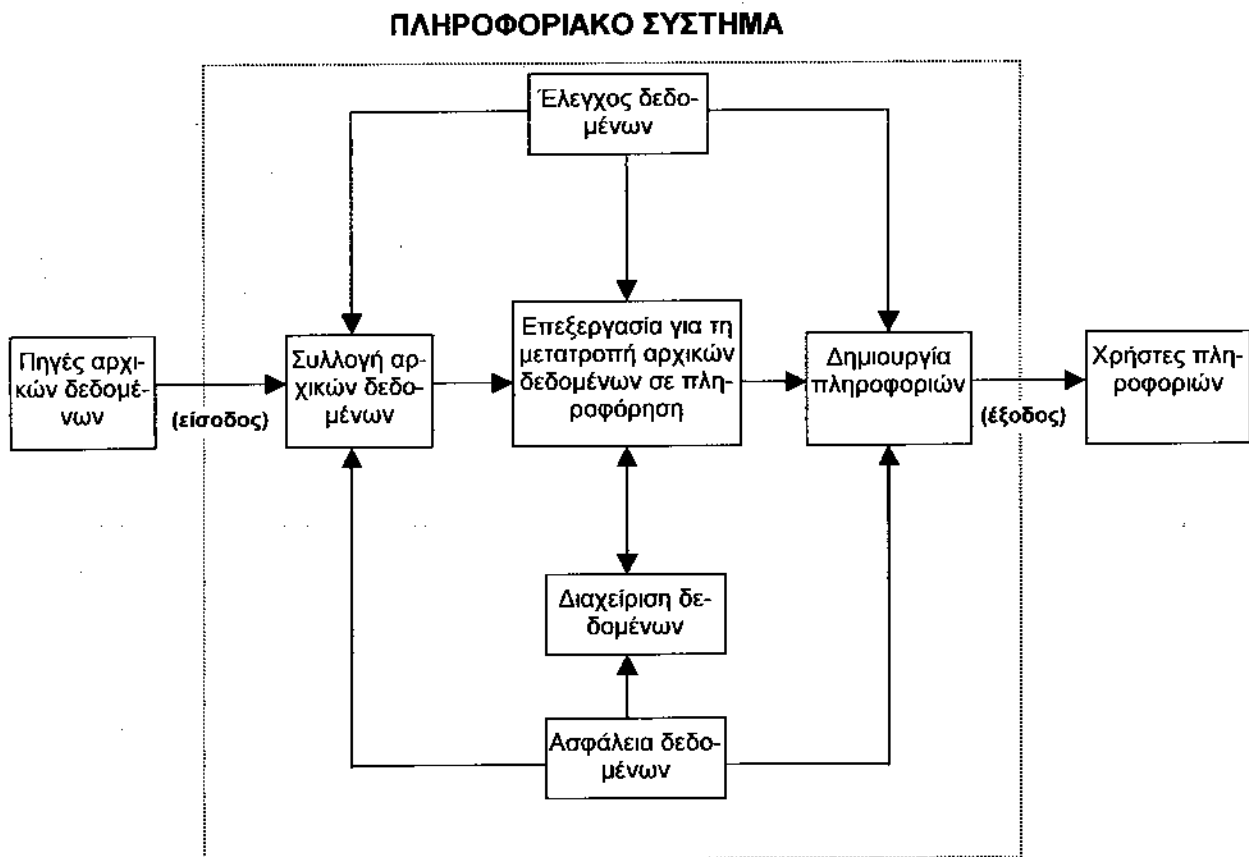 ΠΛΗΡΟΦΟΡΙΑΚΟ ΣΥΣΤΗΜΑ
Έλεγχος δεδο-
μένων
Πηγές αρχι-
κών δεδομέ-
νων
(είσοδος)
Συλλογή αρ-
χικών δεδο-
μένων
Επεξεργασία για τη
μετατροπή αρχικών
δεδομένων σε πλη-
ραφόρηση
Δημιουργία
πληροφοριών
(έξοδος)
Χρήστες πλη-
ροφοριών
Διαχείριση δε-
δομένων
Ασφάλεια δεδο-
μένων